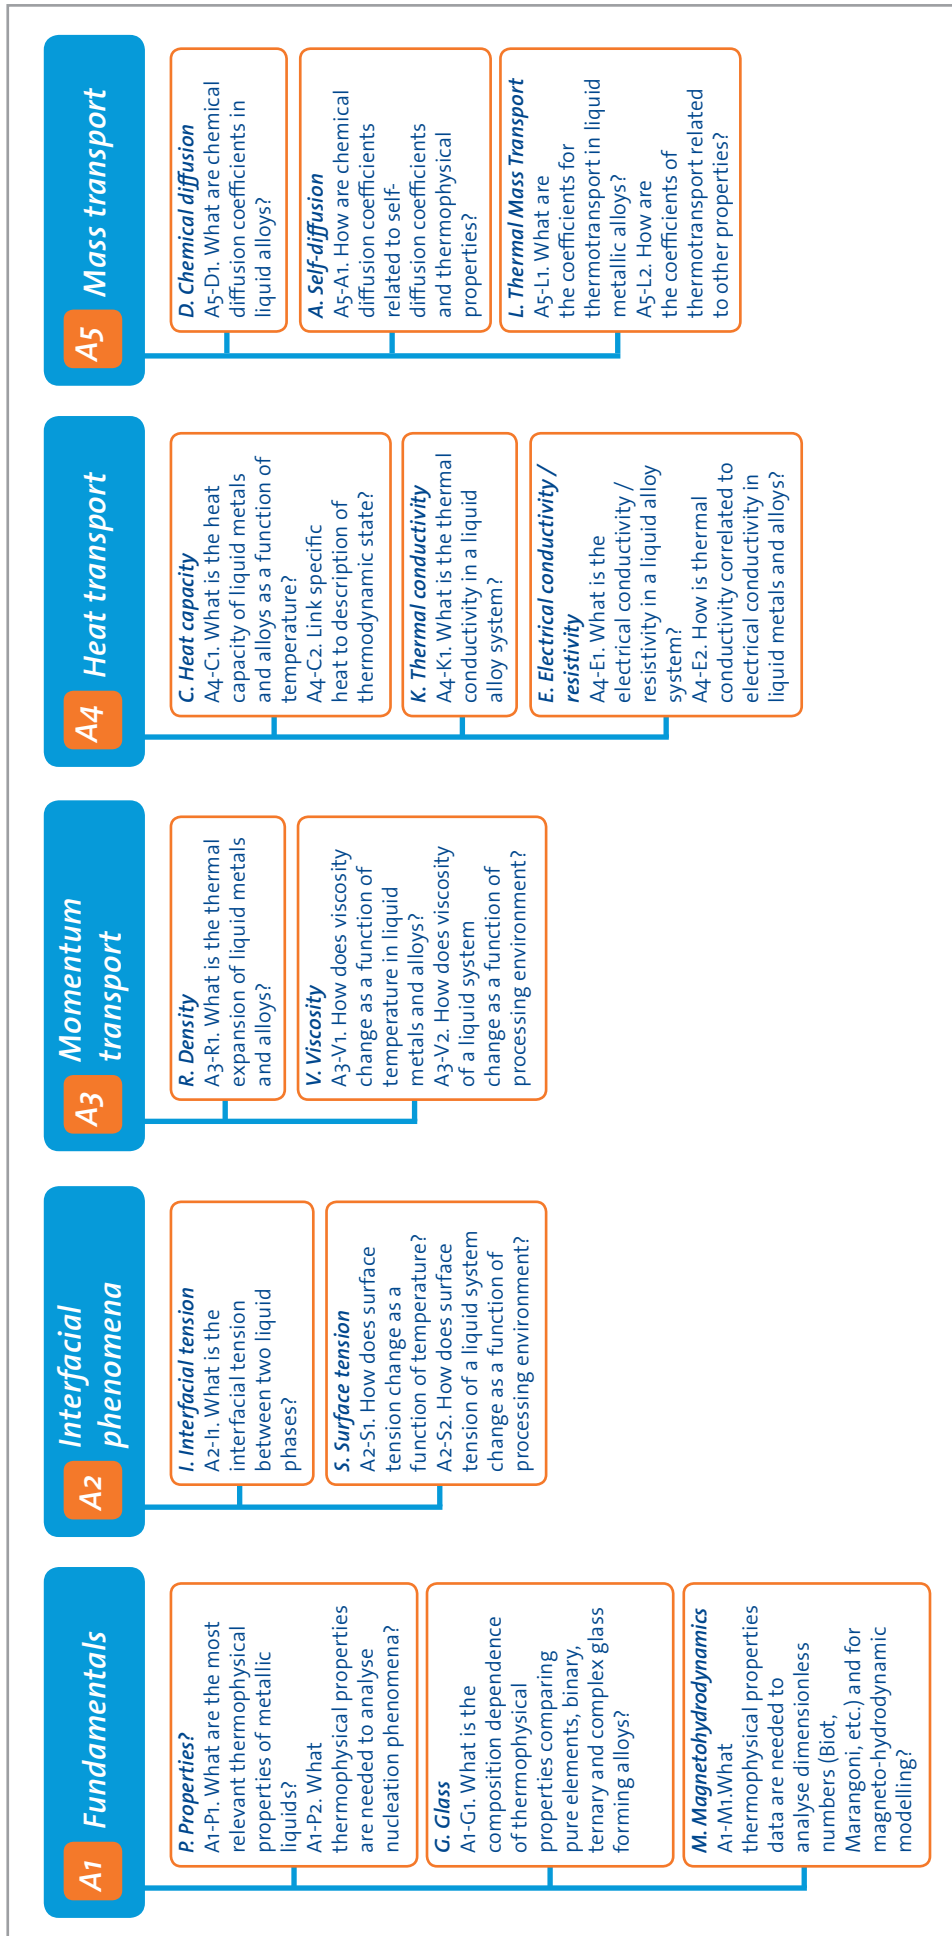 A1
Fundamentals
P. Properties?
A1-P1. What are the most
relevant thermophysical
properties of metallic
liquids?
A1-P2. What
thermophysical properties
are needed to analyse
nucleation phenomena?
G. Glass
A1-G1. What is the
composition dependence
of thermophysical
properties comparing
pure elements, binary,
ternary and complex glass
forming alloys?
M. Magnetohydrodynamics
A1-M1.What
thermophysical properties
data are needed to
analyse dimensionless
numbers (Biot,
Marangoni, etc.) and for
magneto-hydrodynamic
modelling?
A2
Interfacial
phenomena
I. Interfacial tension
A2-I1. What is the
interfacial tension
between two liquid
phases?
S. Surface tension
A2-S1. How does surface
tension change as a
function of temperature?
A2-S2. How does surface
tension of a liquid system
change as a function of
processing environment?
A3
Momentum
transport
R. Density
A3-R1. What is the thermal
expansion of liquid metals
and alloys?
V. Viscosity
A3-V1. How does viscosity
change as a function of
temperature in liquid
metals and alloys?
A3-V2. How does viscosity
of a liquid system
change as a function of
processing environment?
A4
Heat transport
C. Heat capacity
A4-C1. What is the heat
capacity of liquid metals
and alloys as a function of
temperature?
A4-C2. Link specific
heat to description of
thermodynamic state?
K. Thermal conductivity
A4-K1. What is the thermal
conductivity in a liquid
alloy system?
E. Electrical conductivity /
resistivity
A4-E1. What is the
electrical conductivity /
resistivity in a liquid alloy
system?
A4-E2. How is thermal
conductivity correlated to
electrical conductivity in
liquid metals and alloys?
A5
Mass transport
D. Chemical diffusion
A5-D1. What are chemical
diffusion coefficients in
liquid alloys?
A. Self-diffusion
A5-A1. How are chemical
diffusion coefficients
related to self-
diffusion coefficients
and thermophysical
properties?
L. Thermal Mass Transport
A5-L1. What are
the coefficients for
thermotransport in liquid
metallic alloys?
A5-L2. How are
the coefficients of
thermotransport related
to other properties?